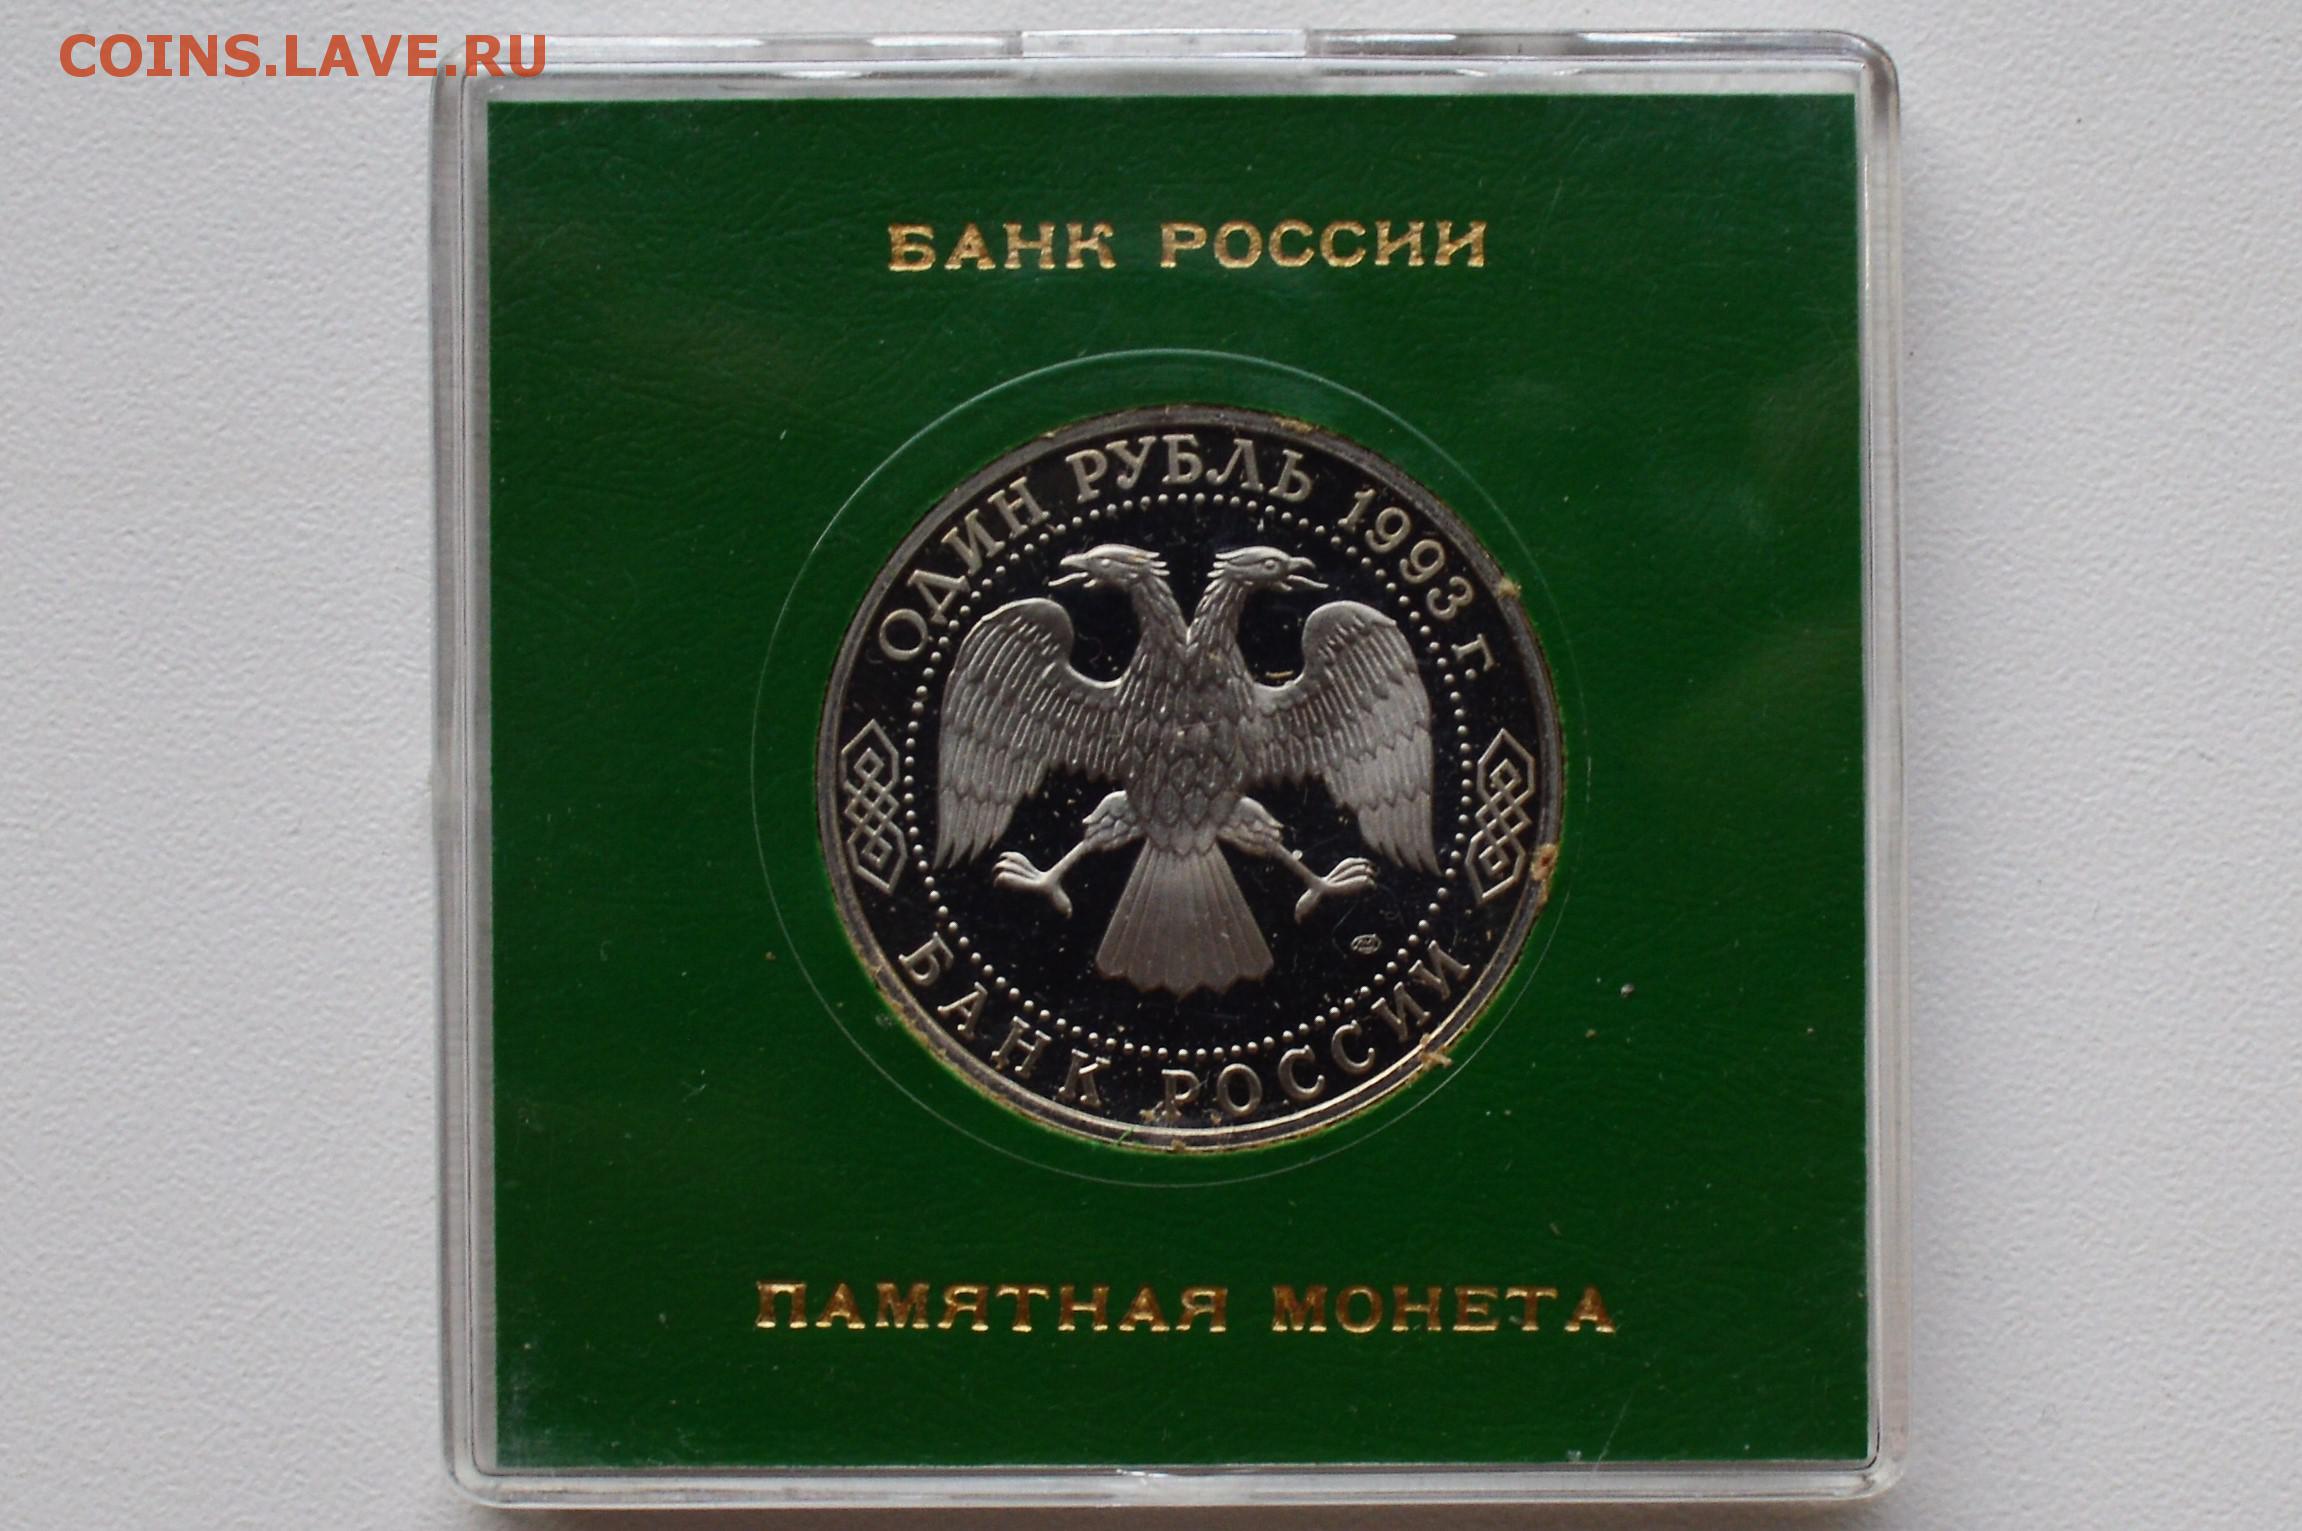 COINS.LAVE.RU
БАНК РОССИИ
ОДИН РУБЛЬ 1993 г.
БАНК РОССИИ
ПАМЯТНАЯ МОНЕТА